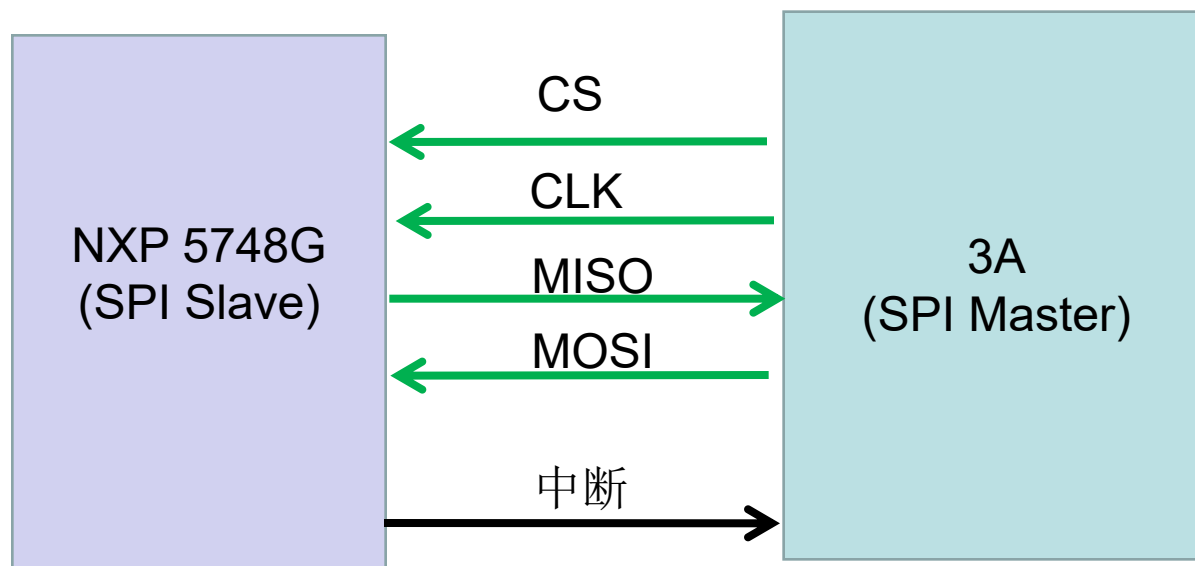 NXP 5748G
(SPI Slave)
CS
CLK
MISO
MOSI
中断
3A
(SPI Master)